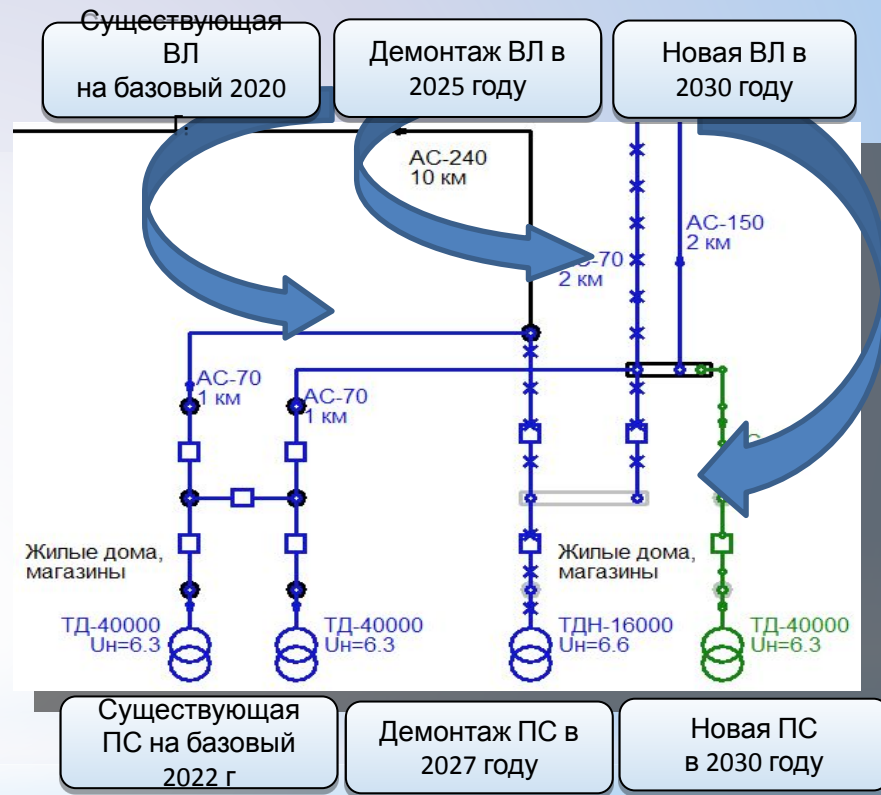 Существующая
ВЛ
на базовый 2020
Демонтаж ВЛ в
2025 году
Новая ВЛ в
2030 году
АС-240
10 км
АС-150
2 км
2 км
АС-70
1 км
АС-70
1 км
Жилые дома,
магазины
Жилые дома,
магазины
ТД-40000
Uн=6.3
ТД-40000
Uн=6.3
ТДН-16000
Uн=6.6
ТД-40000
Uн=6.3
Существующая
ПС на базовый
2022 г
Демонтаж ПС в
2027 году
Новая ПС
в 2030 году